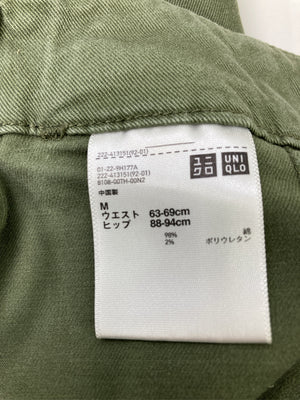 222-413151(92-01)
01-22-9H177A
222-413151(92-01)
8108-00TH-00N2
中国製
ユニクロ
UNIQLO
M
ウエスト 63-69cm
ヒップ 88-94cm
98% 綿
2% ポリウレタン